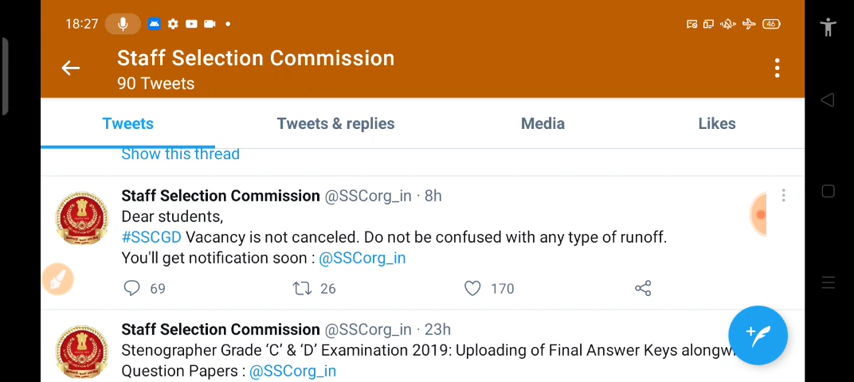 18:27
46
Staff Selection Commission
90 Tweets
Tweets
Tweets & replies
Media
Likes
Show this thread
Staff Selection Commission @SSCorg_in · 8h
Dear students,
#SSCGD Vacancy is not canceled. Do not be confused with any type of runoff.
You'll get notification soon : @SSCorg_in
69
26
170
Staff Selection Commission @SSCorg_in · 23h
Stenographer Grade ‘C’ & ‘D’ Examination 2019: Uploading of Final Answer Keys alongw
Question Papers : @SSCorg_in